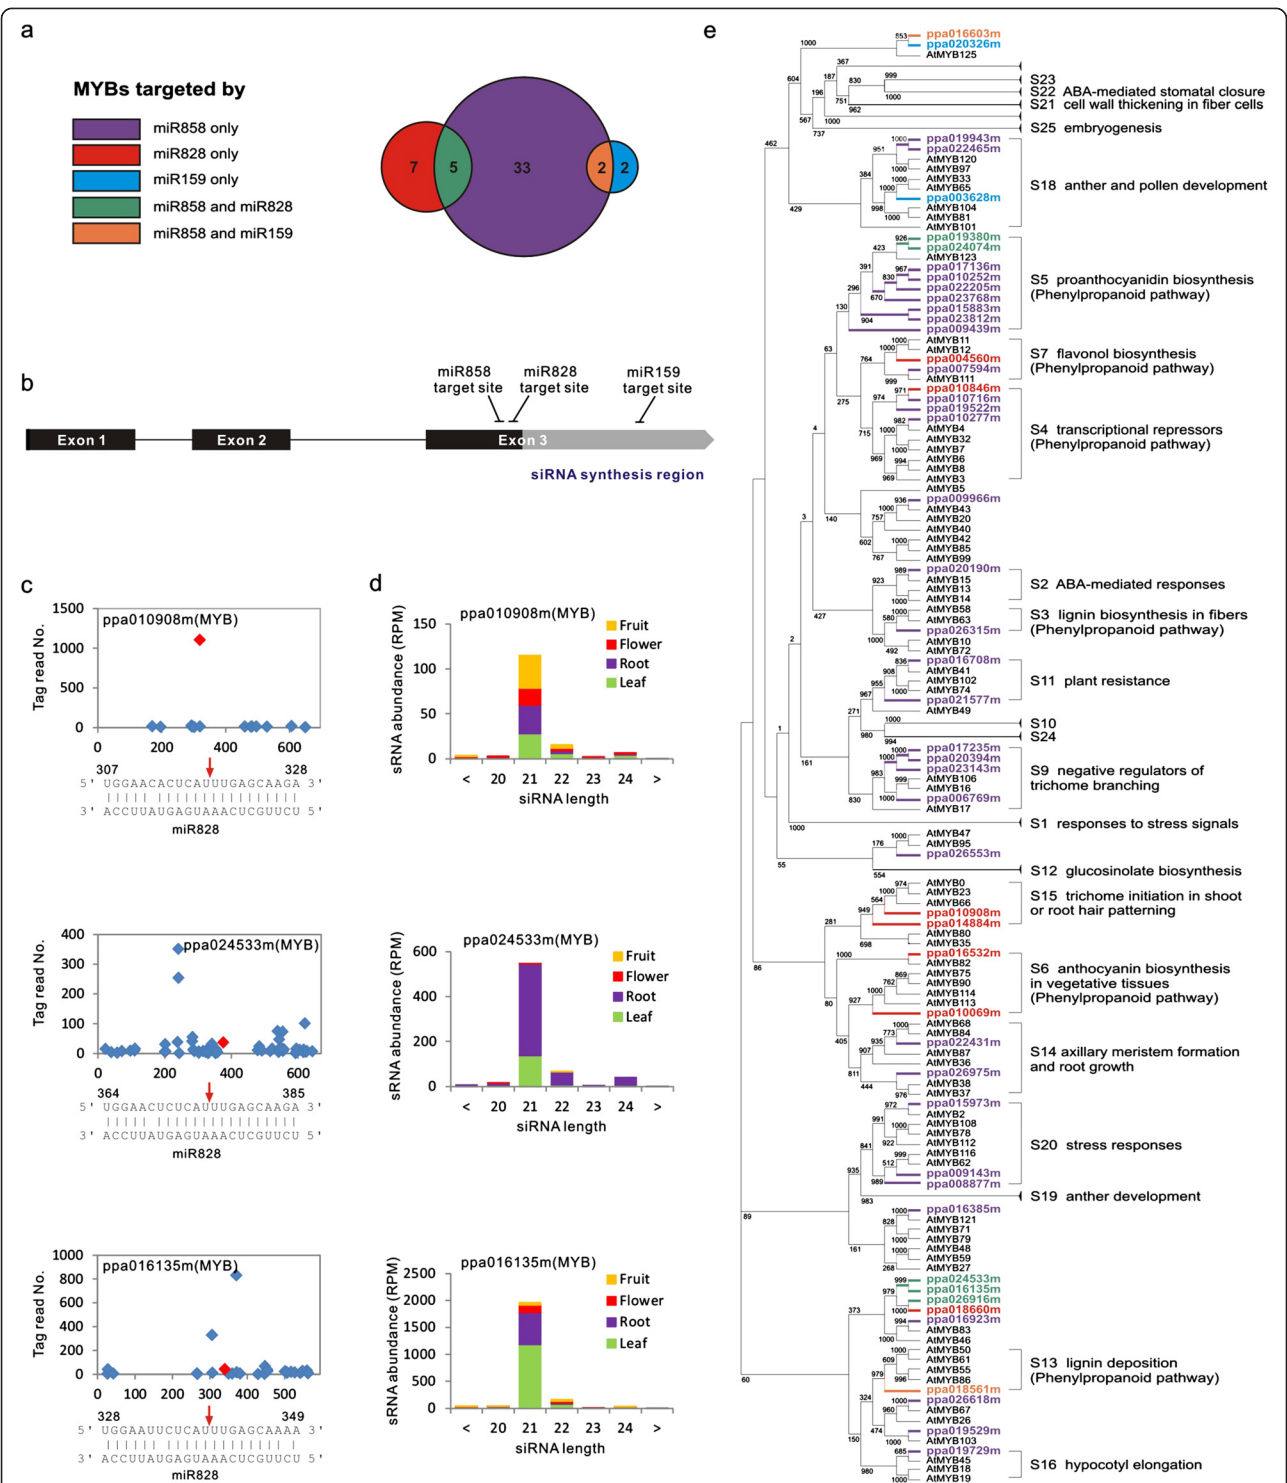 a
MYBs targeted by
miR858 only
miR828 only
miR159 only
miR858 and miR828
miR858 and miR159
7
5
33
2
2
b
miR858
target site
miR828
target site
miR159
target site
Exon 1
Exon 2
Exon 3
siRNA synthesis region
c
ppa010908m(MYB)
Tag read No.
1500
1000
500
0
0 200 400 600
307 328
5 ' UGGAACACUCAUUUGAGCAAGA 3 '
3 ' ACCUUAUGAGUAAACUCGUUCU 5 '
miR828
ppa024533m(MYB)
Tag read No.
400
300
200
100
0
0 200 400 600
364 385
5 ' UGGAACUCUCAUUUGAGCAAGA 3 '
3 ' ACCUUAUGAGUAAACUCGUUCU 5 '
miR828
ppa016135m(MYB)
Tag read No.
1000
800
600
400
200
0
0 100 200 300 400 500
328 349
5 ' UGGAAUUCUCAUUUGAGCAAAA 3 '
3 ' ACCUUAUGAGUAAACUCGUUCU 5 '
miR828
d
ppa010908m(MYB)
sRNA abundance (RPM)
150
100
50
0
Fruit
Flower
Root
Leaf
< 20 21 22 23 24 >
siRNA length
ppa024533m(MYB)
sRNA abundance (RPM)
600
400
200
0
Fruit
Flower
Root
Leaf
< 20 21 22 23 24 >
siRNA length
ppa016135m(MYB)
sRNA abundance (RPM)
2500
2000
1500
1000
500
0
Fruit
Flower
Root
Leaf
< 20 21 22 23 24 >
siRNA length
e
ppa016603m
ppa020326m
AtMYB125
S23
S22 ABA-mediated stomatal closure
S21 cell wall thickening in fiber cells
S25 embryogenesis
ppa019943m
ppa022465m
AtMYB120
AtMYB97
AtMYB33
AtMYB65
ppa003628m
AtMYB104
AtMYB81
AtMYB101
S18 anther and pollen development
ppa019380m
ppa024074m
AtMYB123
ppa017136m
ppa010252m
ppa022205m
ppa023768m
ppa015883m
ppa023812m
ppa009439m
S5 proanthocyanidin biosynthesis
(Phenylpropanoid pathway)
AtMYB11
AtMYB12
ppa004560m
ppa007594m
AtMYB111
S7 flavonol biosynthesis
(Phenylpropanoid pathway)
ppa010846m
ppa010716m
ppa019522m
ppa010277m
AtMYB4
AtMYB32
AtMYB7
AtMYB6
AtMYB8
AtMYB3
S4 transcriptional repressors
(Phenylpropanoid pathway)
AtMYB5
ppa009966m
AtMYB43
AtMYB20
AtMYB40
AtMYB42
AtMYB85
AtMYB99
ppa020190m
AtMYB15
AtMYB13
AtMYB14
S2 ABA-mediated responses
AtMYB58
AtMYB63
ppa026315m
S3 lignin biosynthesis in fibers
(Phenylpropanoid pathway)
AtMYB10
AtMYB72
ppa016708m
AtMYB41
AtMYB102
AtMYB74
ppa021577m
S11 plant resistance
AtMYB49
S10
S24
ppa017235m
ppa020394m
ppa023143m
AtMYB106
AtMYB16
ppa006769m
AtMYB17
S9 negative regulators of
trichome branching
S1 responses to stress signals
AtMYB47
AtMYB95
ppa026553m
S12 glucosinolate biosynthesis
AtMYB0
AtMYB23
AtMYB66
ppa010908m
ppa014884m
S15 trichome initiation in shoot
or root hair patterning
AtMYB80
AtMYB35
ppa016532m
AtMYB82
AtMYB75
AtMYB90
AtMYB114
AtMYB113
ppa010069m
S6 anthocyanin biosynthesis
in vegetative tissues
(Phenylpropanoid pathway)
AtMYB68
AtMYB84
ppa022431m
AtMYB87
AtMYB36
ppa026975m
AtMYB38
AtMYB37
S14 axillary meristem formation
and root growth
ppa015973m
AtMYB2
AtMYB108
AtMYB78
AtMYB112
AtMYB116
AtMYB62
ppa009143m
ppa008877m
S20 stress responses
S19 anther development
ppa016385m
AtMYB121
AtMYB71
AtMYB79
AtMYB48
AtMYB59
AtMYB27
ppa024533m
ppa016135m
ppa026916m
ppa018660m
ppa016923m
AtMYB83
AtMYB46
AtMYB50
AtMYB61
AtMYB55
AtMYB86
ppa018561m
S13 lignin deposition
(Phenylpropanoid pathway)
ppa026618m
AtMYB67
AtMYB26
ppa019529m
AtMYB103
ppa019729m
AtMYB45
AtMYB18
AtMYB19
S16 hypocotyl elongation